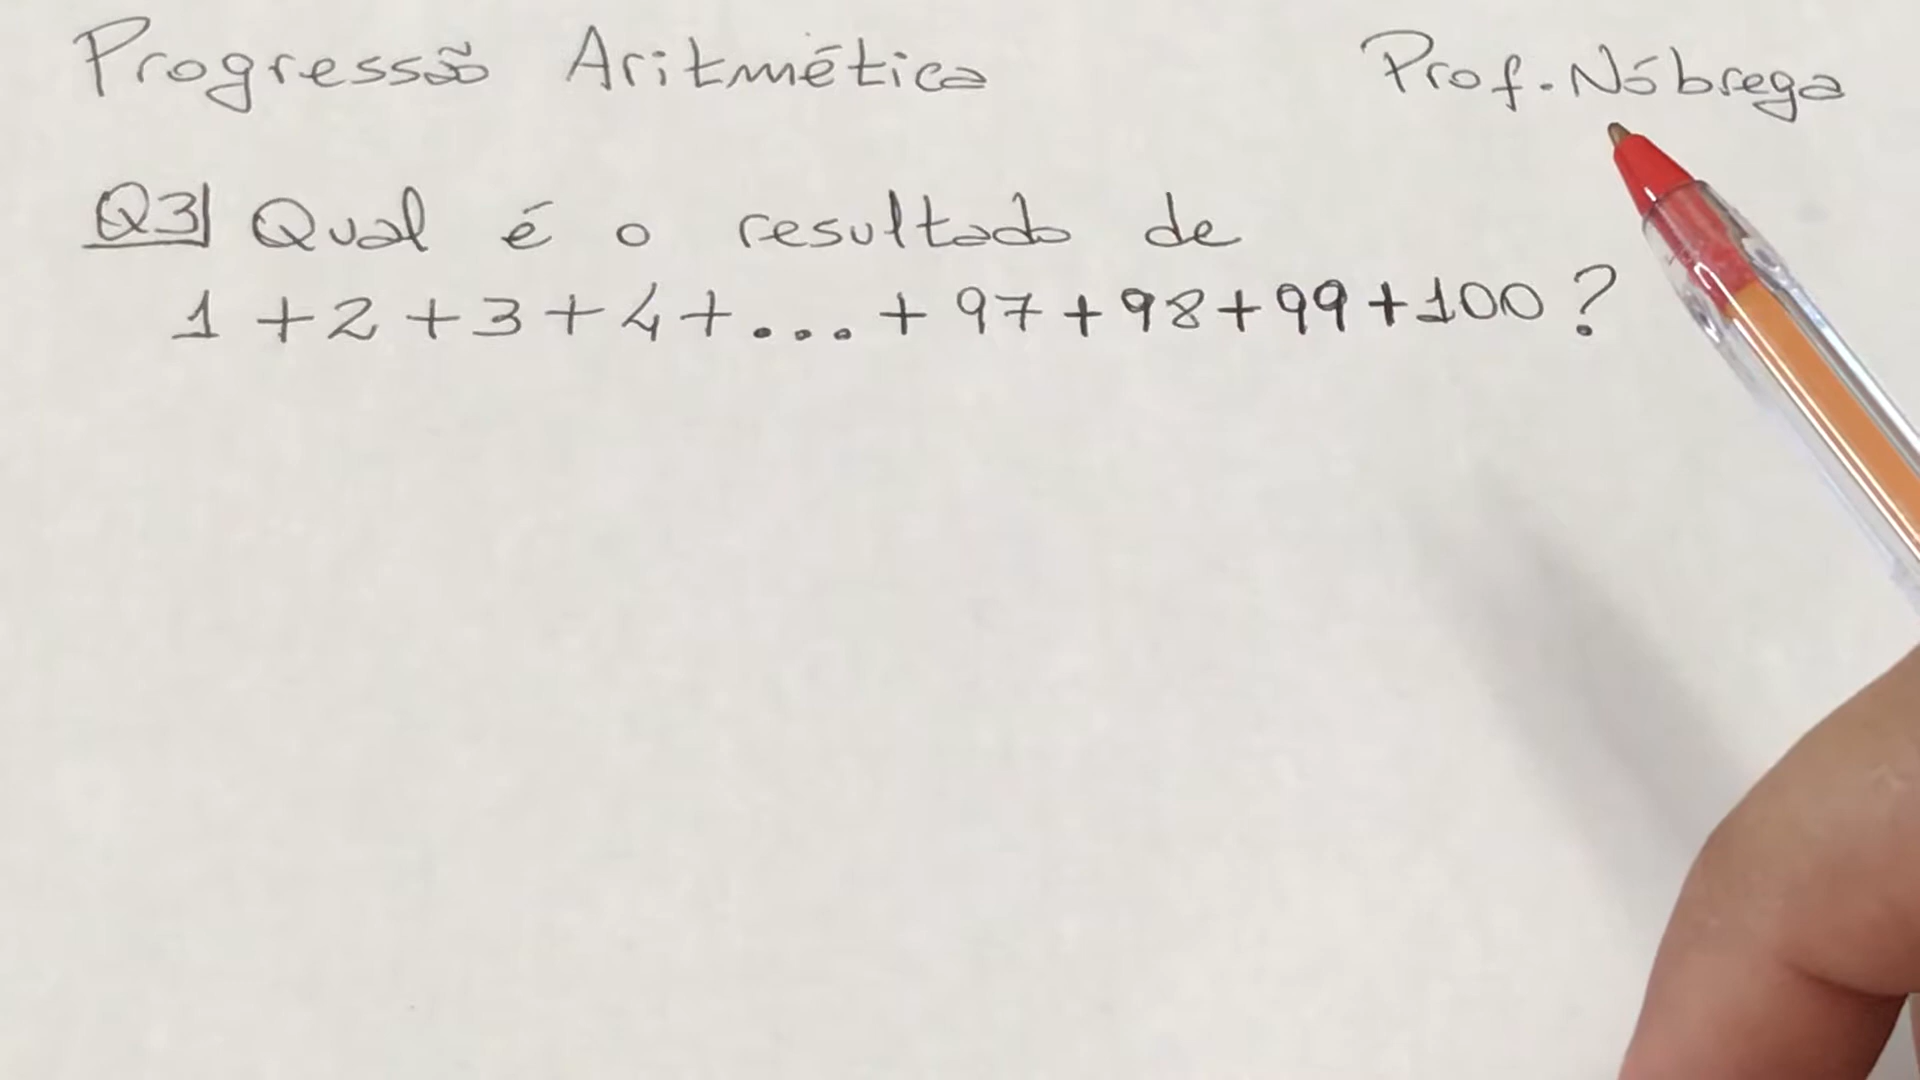 Progressão Aritmética Prof. Nóbrega
Q3| Qual é o resultado de
1 + 2 + 3 + 4 + ... + 97 + 98 + 99 + 100 ?